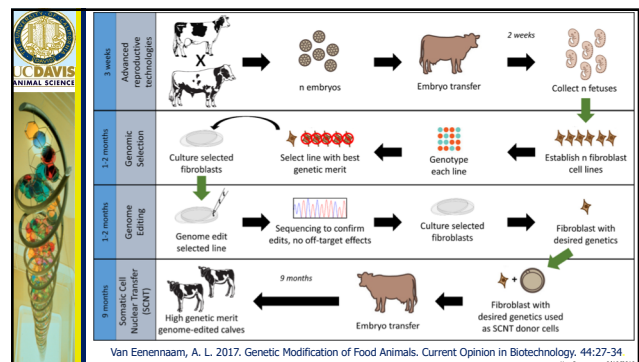 UC DAVIS
ANIMAL SCIENCE
3 weeks
Advanced
reproductive
technologies
X
n embryos
Embryo transfer
2 weeks
Collect n fetuses
1-2 months
Genomic
Selection
Culture selected
fibroblasts
Select line with best
genetic merit
Genotype
each line
Establish n fibroblast
cell lines
1-2 months
Genome
Editing
Genome edit
selected line
Sequencing to confirm
edits, no off-target effects
Culture selected
fibroblasts
Fibroblast with
desired genetics
9 months
Somatic Cell
Nuclear Transfer
(SCNT)
High genetic merit
genome-edited calves
9 months
Embryo transfer
+
Fibroblast with
desired genetics used
as SCNT donor cells
Van Eenennaam, A. L. 2017. Genetic Modification of Food Animals. Current Opinion in Biotechnology. 44:27-34